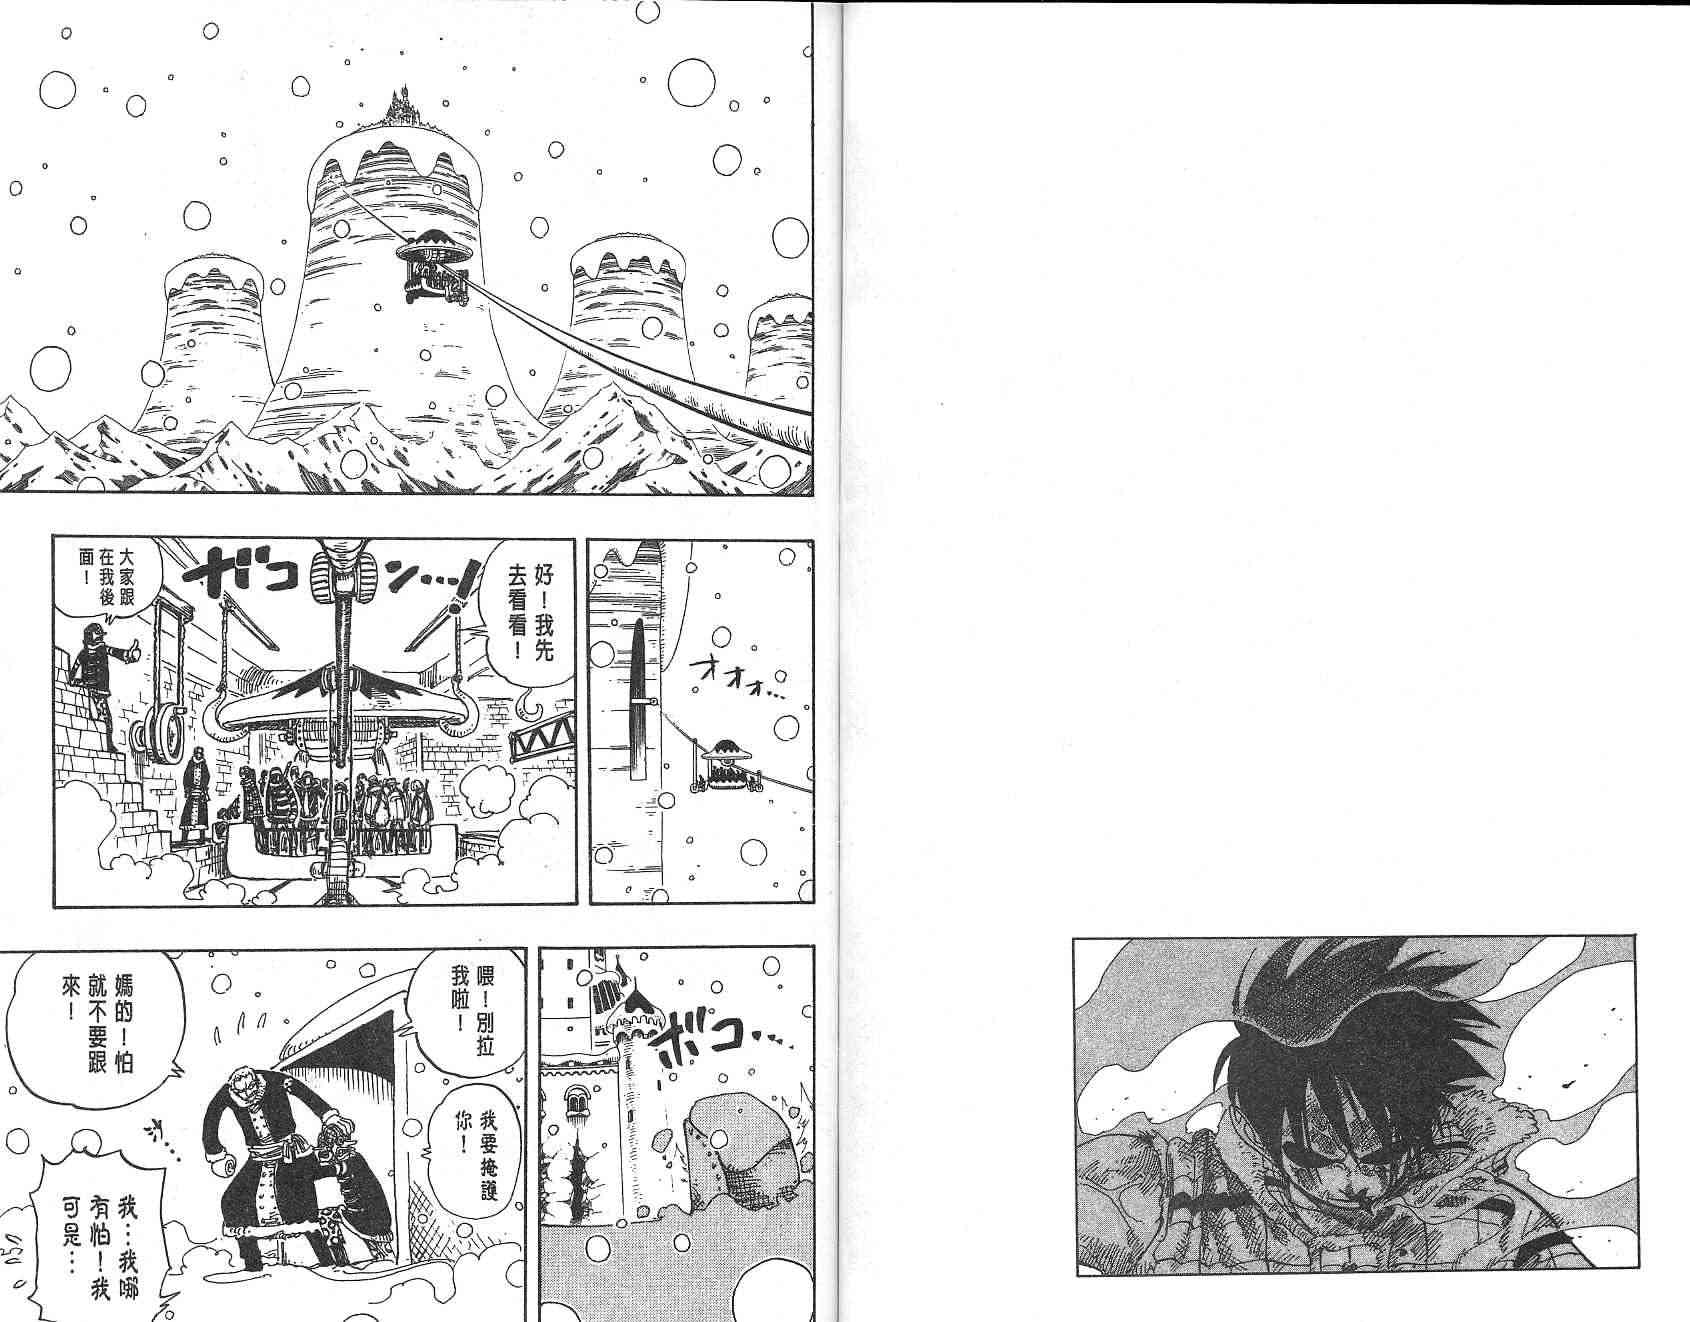 オオォ…
好！我先
去看看！
ガコン…！
大家跟
在我後
面！
ボコ…
喂！別拉
我啦！
我要掩護
你！
媽的！怕
就不要跟
來！
我…我哪
有怕！我
可是…